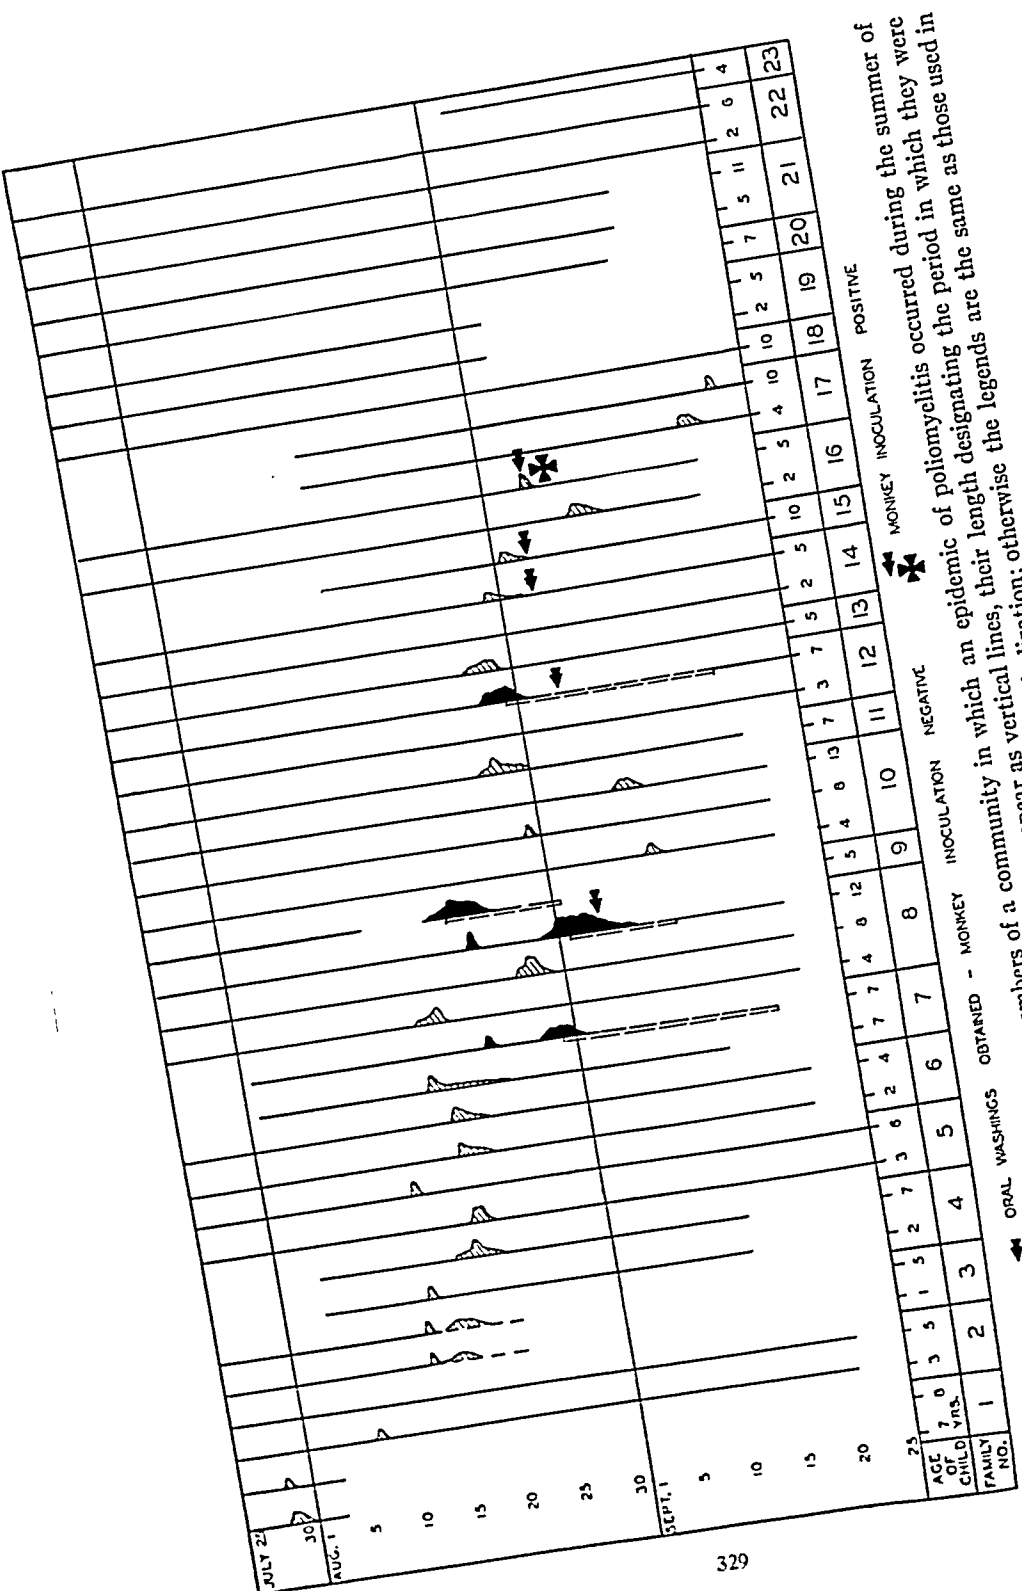 JULY
30
AUG. 1
5
10
15
20
25
30
SEPT. 1
5
10
15
20
25
AGE OF CHILD YRS. 7 8 3 5 1 5 2 7 3 6 2 4 7 7 4 8 12 5 4 8 13 7 3 7 5 2 5 10 2 5 4 10 10 2 5 7 5 11 2 6 4
FAMILY NO. 1 2 3 4 5 6 7 8 9 10 11 12 13 14 15 16 17 18 19 20 21 22 23
ORAL WASHINGS OBTAINED - MONKEY INOCULATION NEGATIVE
MONKEY INOCULATION POSITIVE
of a community in which an epidemic of poliomyelitis occurred during the summer of
as vertical lines, their length designating the period in which they were
otherwise the legends are the same as those used in
329